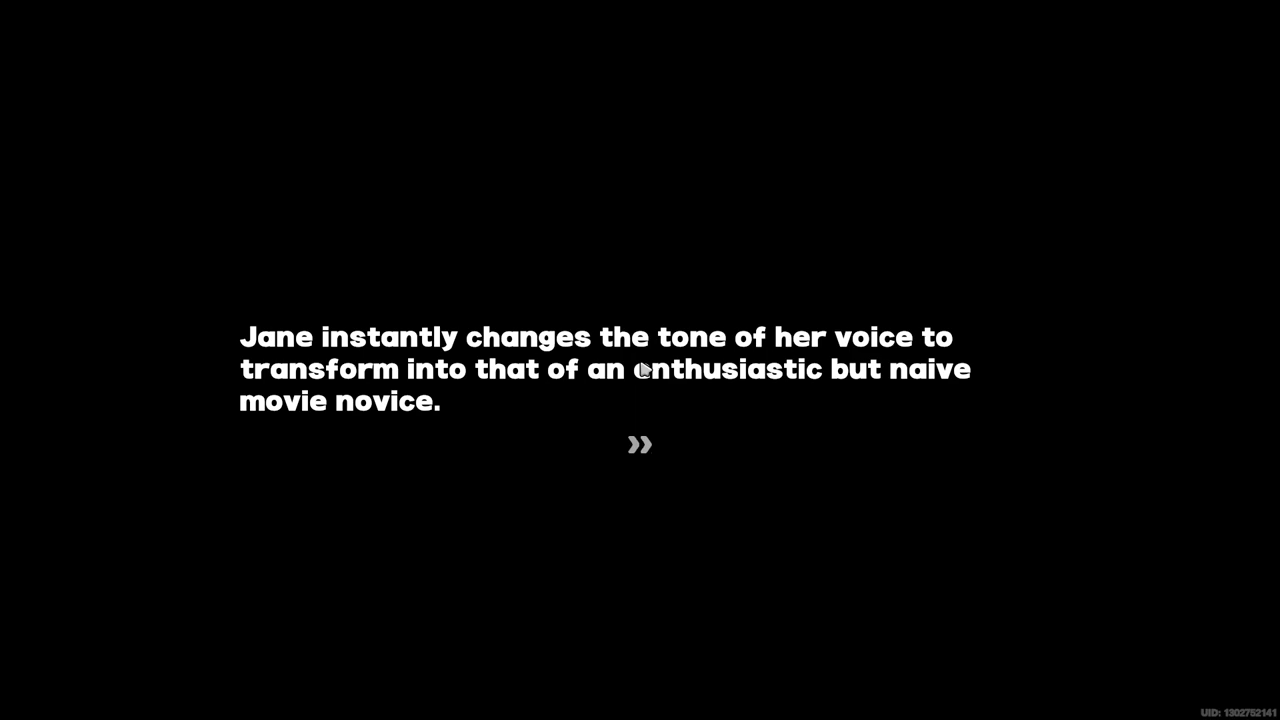 Jane instantly changes the tone of her voice to
transform into that of an enthusiastic but naive
movie novice.
UID: 1302752141